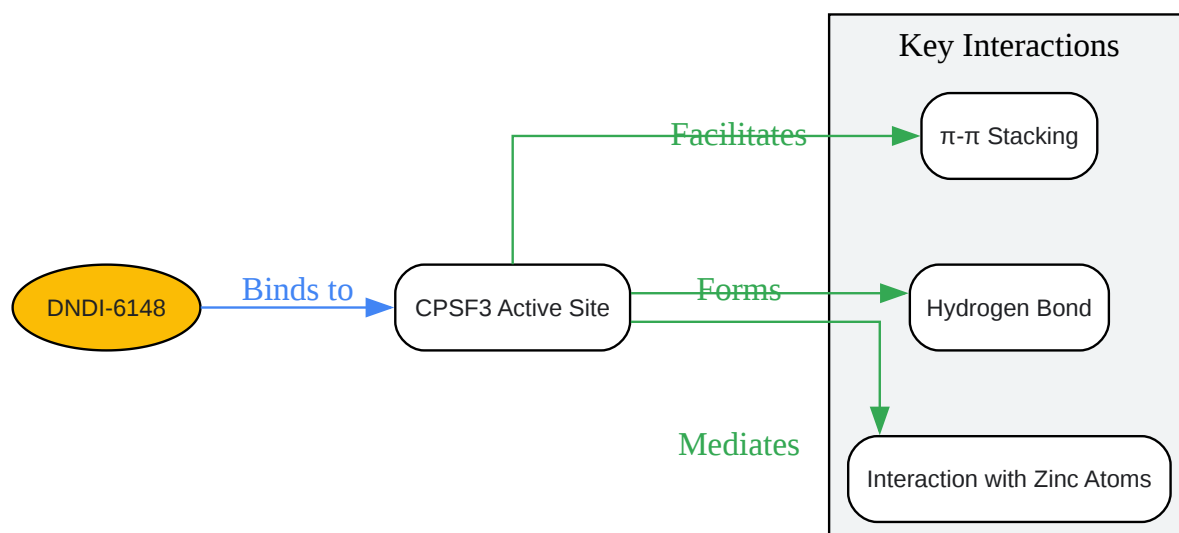 Key Interactions
Facilitates
π-π Stacking
DNDI-6148
Binds to
CPSF3 Active Site
Forms
Hydrogen Bond
Mediates
Interaction with Zinc Atoms